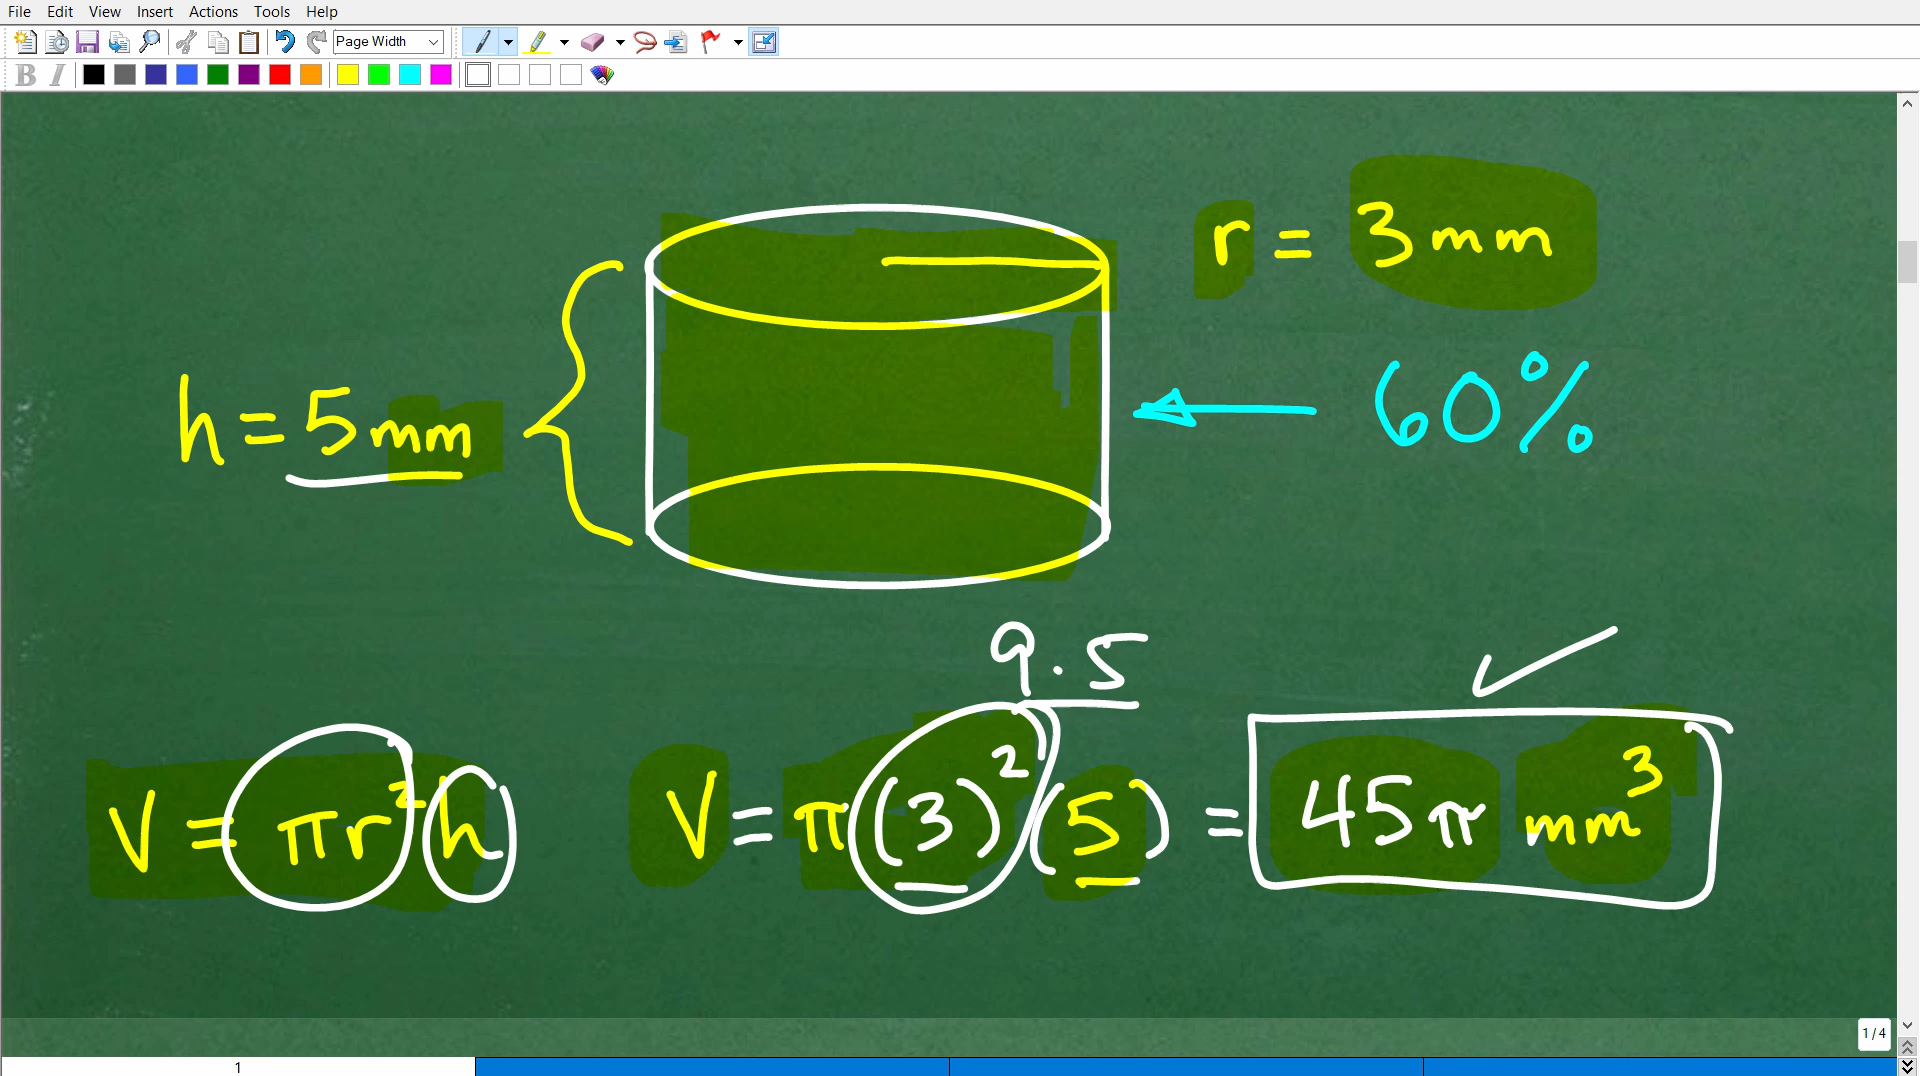 File Edit View Insert Actions Tools Help
Page Width
B I
r = 3mm
h = 5mm
60%
9.5
V = πr²h
V = π(3)²(5) = 45π mm³
1 / 4
1